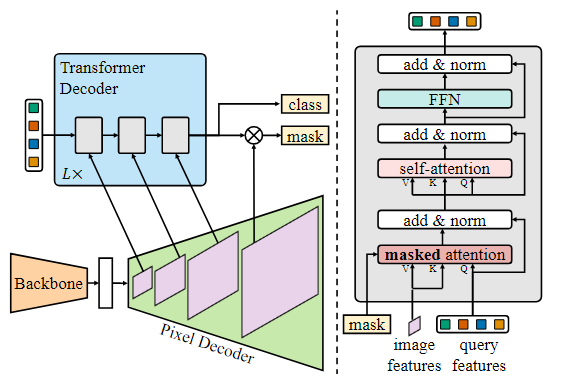 Transformer
Decoder
L×
class
mask
Backbone
Pixel Decoder
add & norm
FFN
add & norm
self-attention
V K Q
add & norm
masked attention
V K Q
mask
image
features
query
features